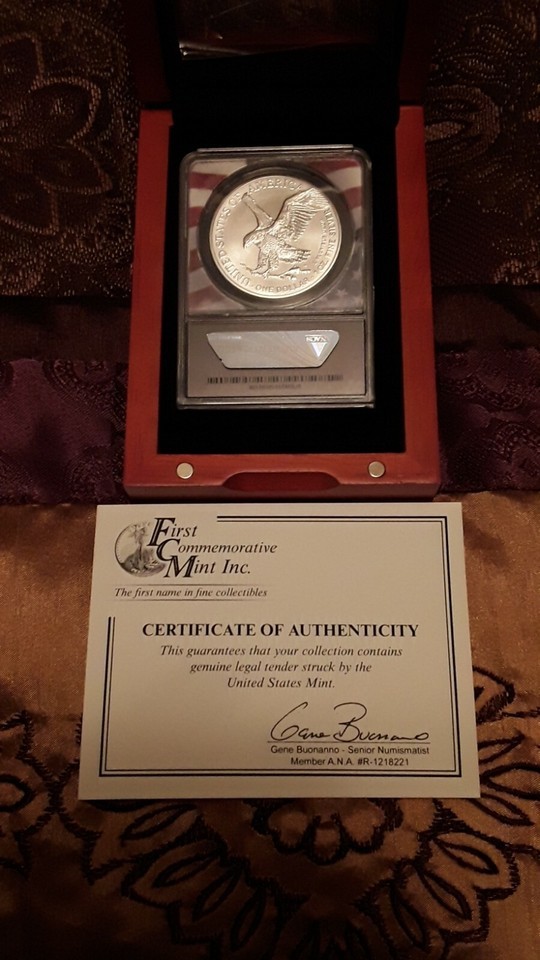 UNITED STATES OF AMERICA
ONE DOLLAR
First
Commemorative
Mint Inc.
The first name in fine collectibles
CERTIFICATE OF AUTHENTICITY
This guarantees that your collection contains
genuine legal tender struck by the
United States Mint.
Gene Buonanno
Gene Buonanno - Senior Numismatist
Member A.N.A. #R-1218221